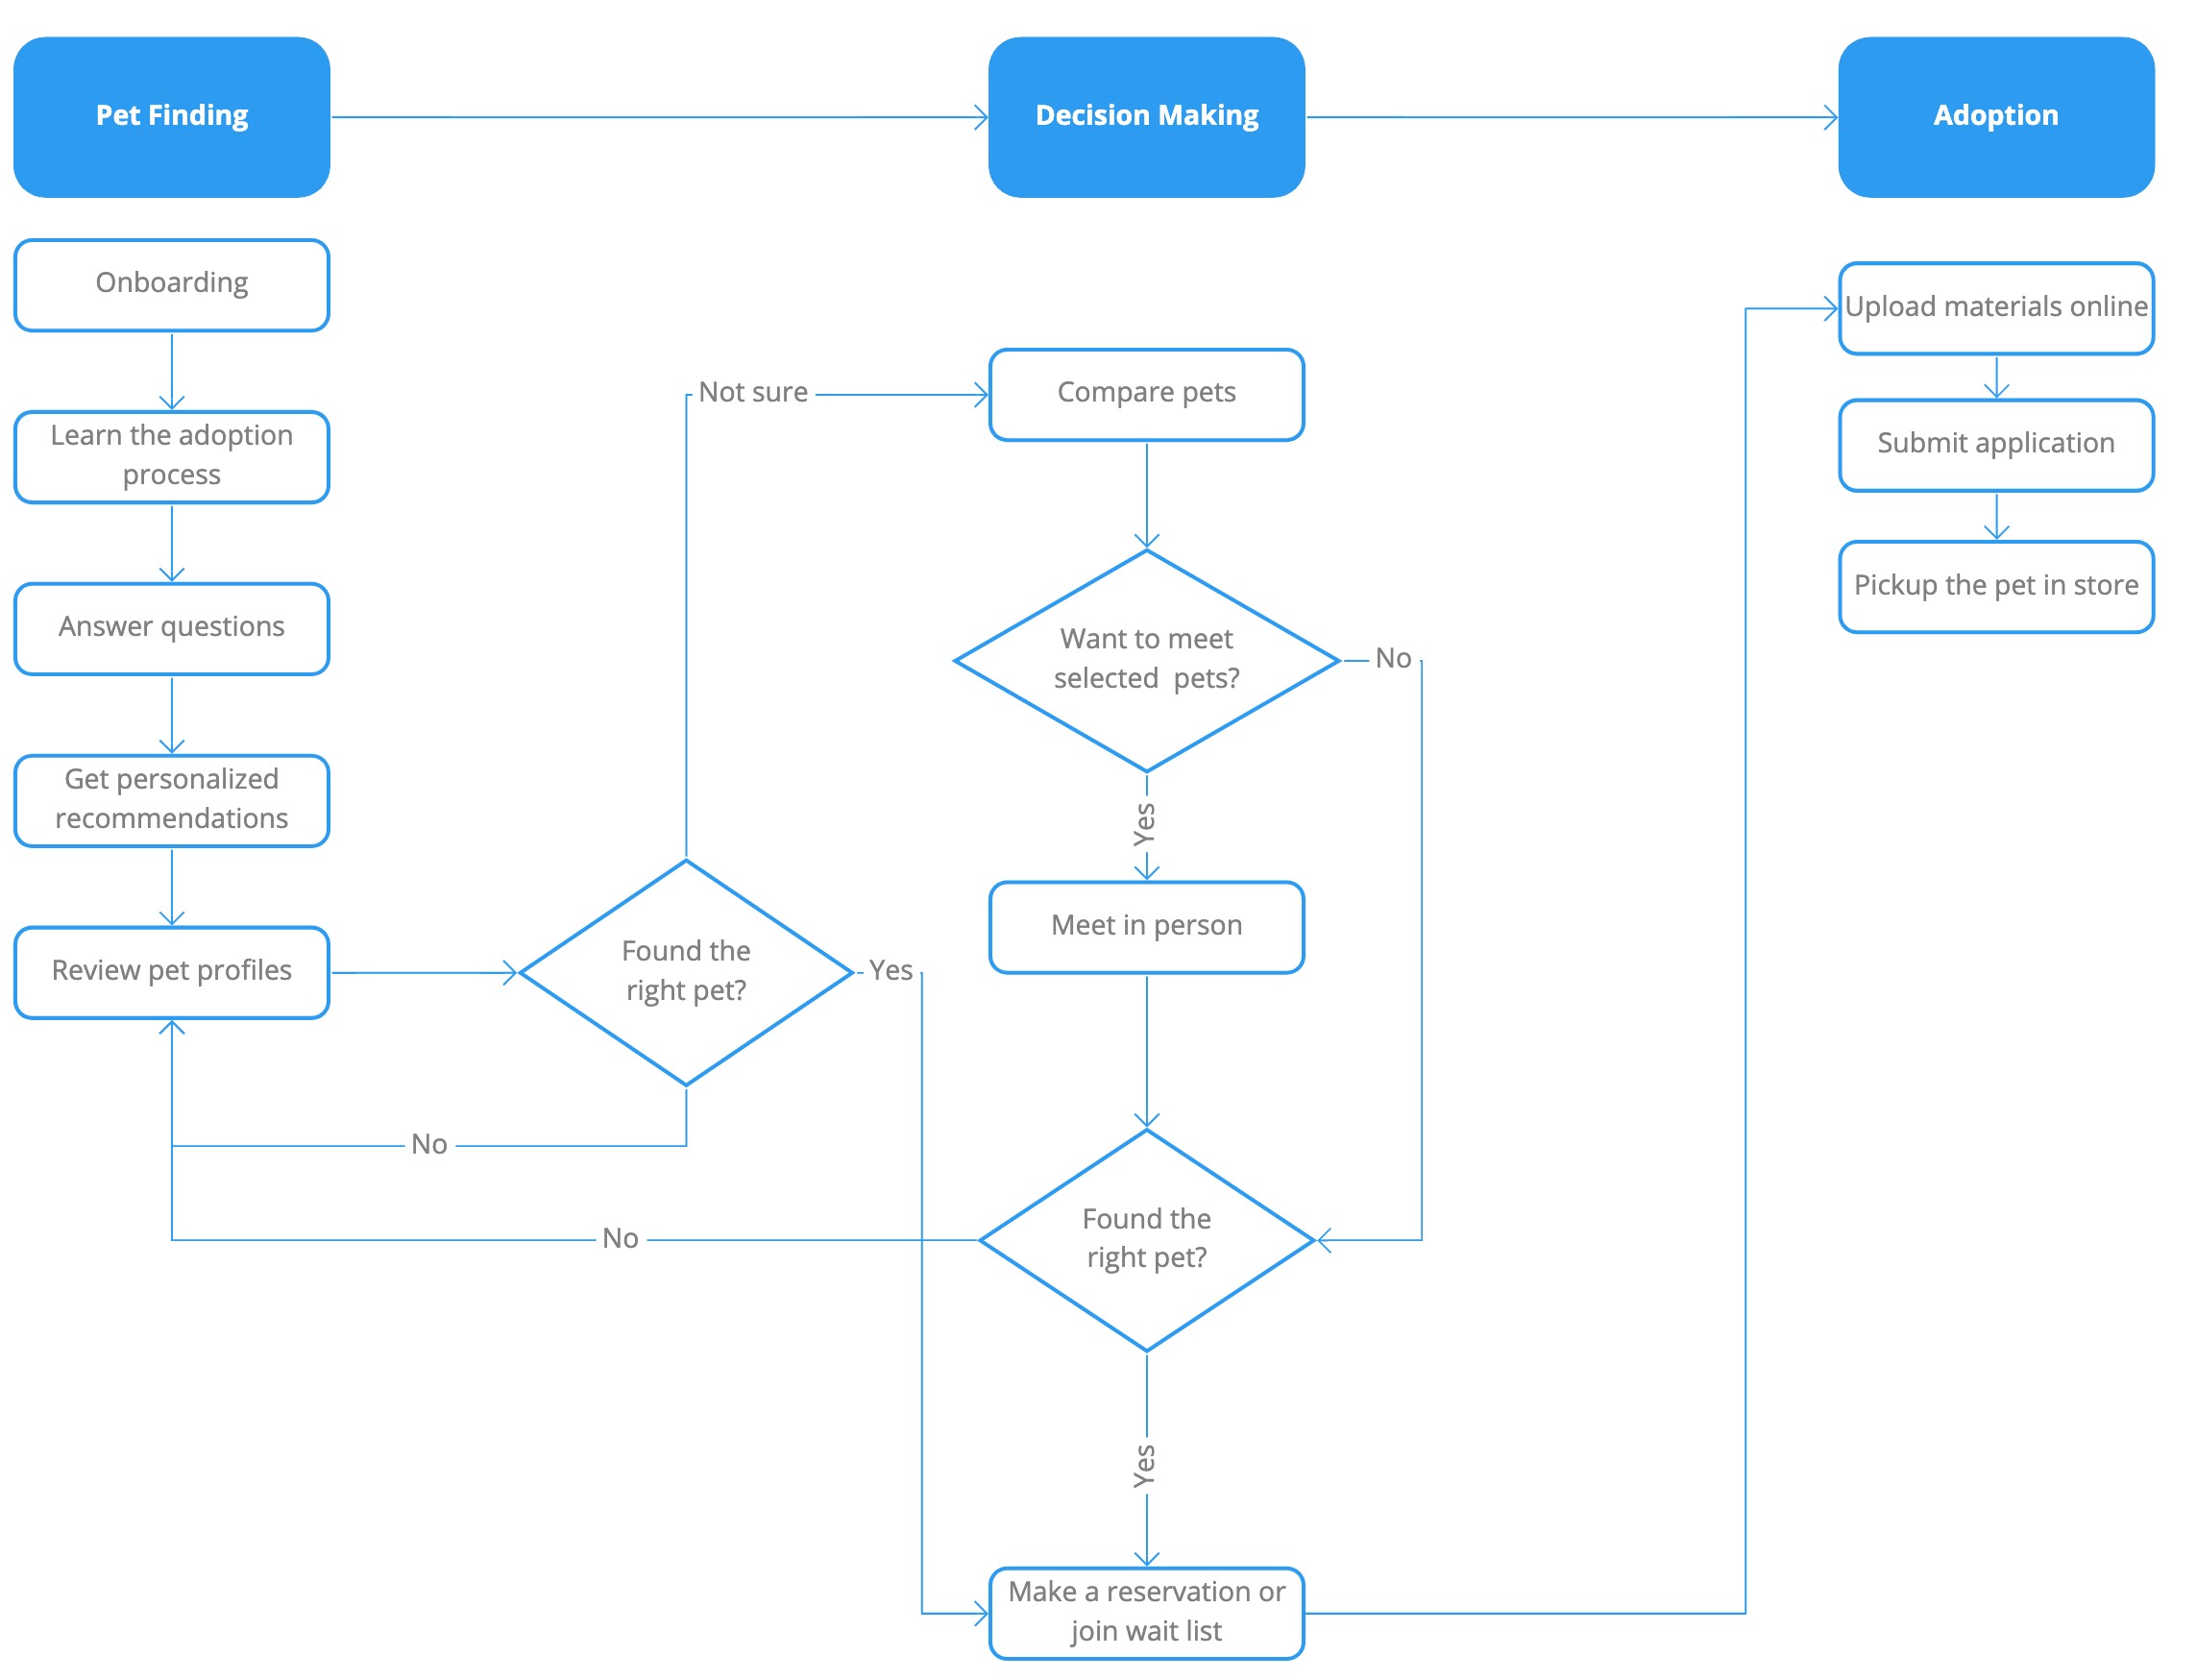 Pet Finding
Decision Making
Adoption
Onboarding
Learn the adoption
process
Answer questions
Get personalized
recommendations
Review pet profiles
Found the
right pet?
Not sure
Yes
No
No
Compare pets
Want to meet
selected  pets?
No
Yes
Meet in person
Found the
right pet?
Yes
Make a reservation or
join wait list
Upload materials online
Submit application
Pickup the pet in store